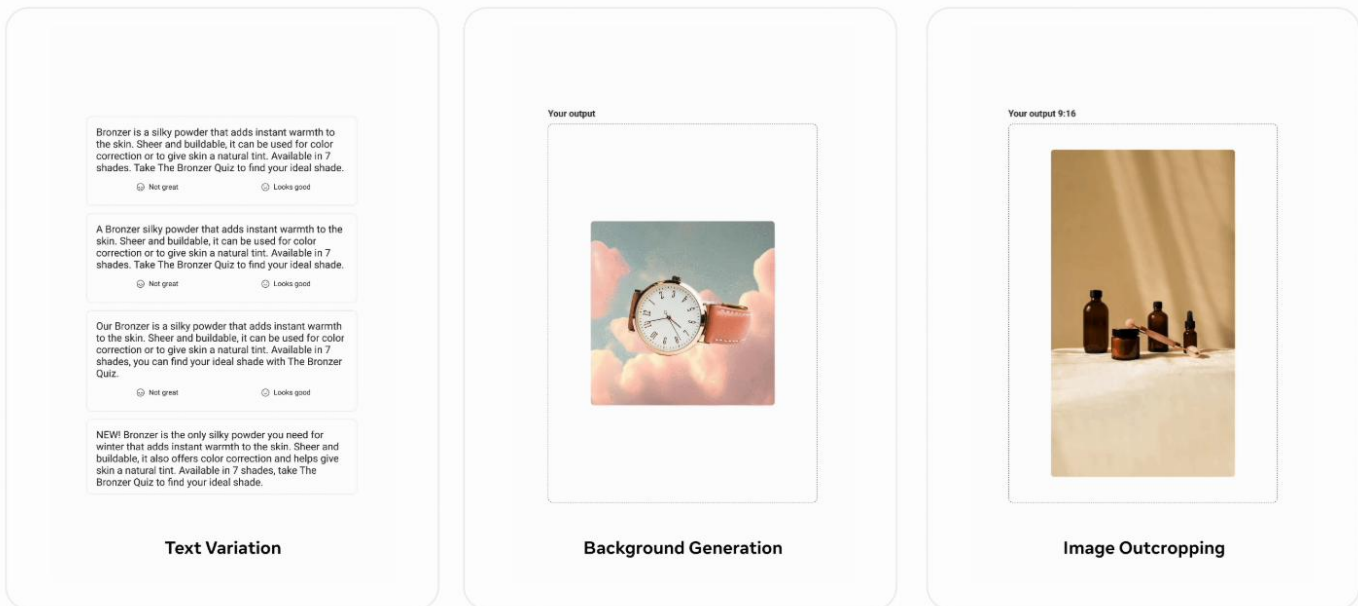 Bronzer is a silky powder that adds instant warmth to
the skin. Sheer and buildable, it can be used for color
correction or to give skin a natural tint. Available in 7
shades. Take The Bronzer Quiz to find your ideal shade.
Not great Looks good
A Bronzer silky powder that adds instant warmth to the
skin. Sheer and buildable, it can be used for color
correction or to give skin a natural tint. Available in 7
shades. Take The Bronzer Quiz to find your ideal shade.
Not great Looks good
Our Bronzer is a silky powder that adds instant warmth
to the skin. Sheer and buildable, it can be used for color
correction or to give skin a natural tint. Available in 7
shades, you can find your ideal shade with The Bronzer
Quiz.
Not great Looks good
NEW! Bronzer is the only silky powder you need for
winter that adds instant warmth to the skin. Sheer and
buildable, it also offers color correction and helps give
skin a natural tint. Available in 7 shades, take The
Bronzer Quiz to find your ideal shade.
Text Variation
Your output
Background Generation
Your output 9:16
Image Outcropping